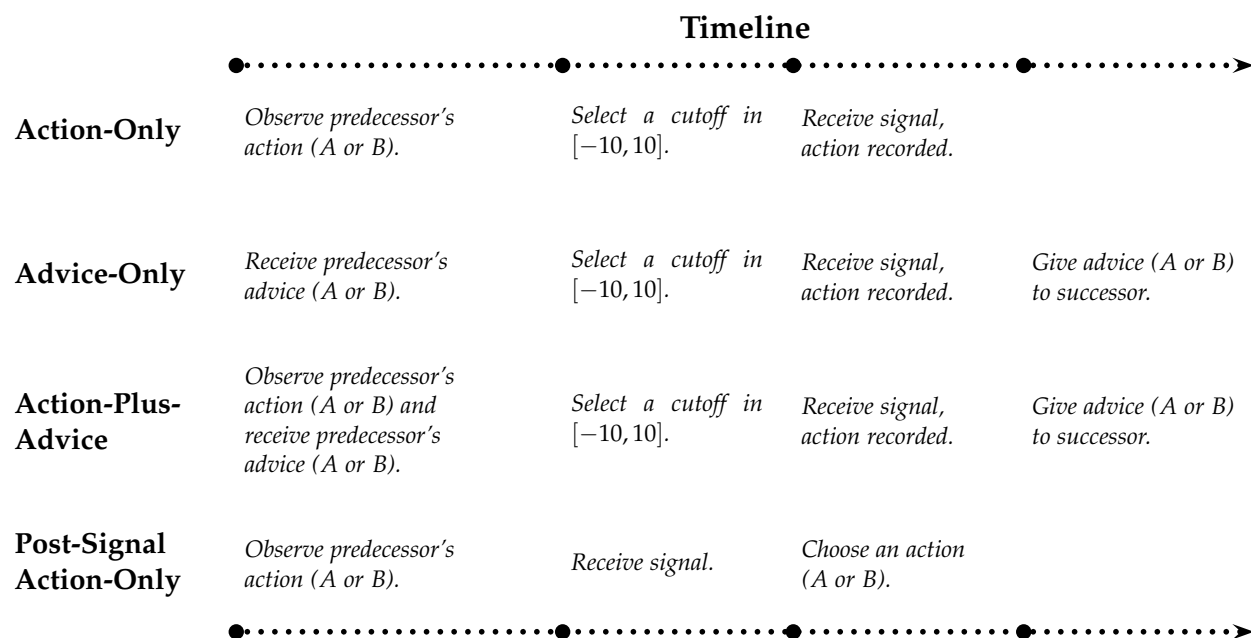 Timeline
Action-Only
Observe predecessor's
action (A or B).
Select a cutoff in
[−10, 10].
Receive signal,
action recorded.
Advice-Only
Receive predecessor's
advice (A or B).
Select a cutoff in
[−10, 10].
Receive signal,
action recorded.
Give advice (A or B)
to successor.
Action-Plus-
Advice
Observe predecessor's
action (A or B) and
receive predecessor's
advice (A or B).
Select a cutoff in
[−10, 10].
Receive signal,
action recorded.
Give advice (A or B)
to successor.
Post-Signal
Action-Only
Observe predecessor's
action (A or B).
Receive signal.
Choose an action
(A or B).